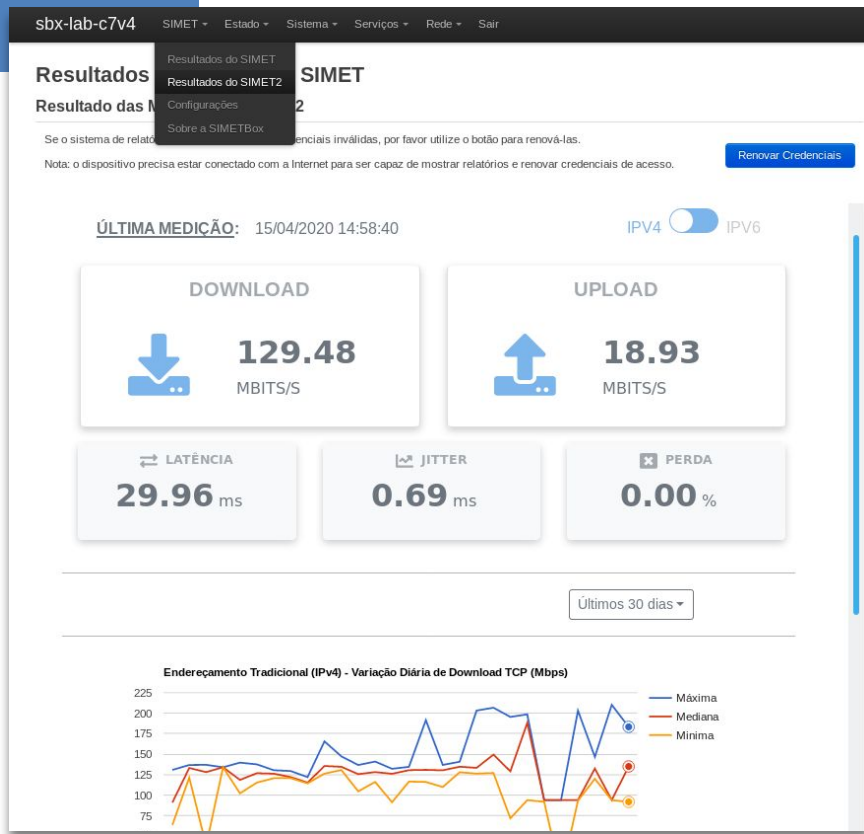 sbx-lab-c7v4 SIMET Estado Sistema Serviços Rede Sair
Resultados do SIMET
Resultados do SIMET2
Configurações
Sobre a SIMETBox
Resultados SIMET
Resultado das 2
Se o sistema de enciais inválidas, por favor utilize o botão para renová-las.
Nota: o dispositivo precisa estar conectado com a Internet para ser capaz de mostrar relatórios e renovar credenciais de acesso.
Renovar Credenciais
ÚLTIMA MEDIÇÃO: 15/04/2020 14:58:40
IPV4 IPV6
DOWNLOAD
129.48
MBITS/S
UPLOAD
18.93
MBITS/S
LATÊNCIA
29.96 ms
JITTER
0.69 ms
PERDA
0.00 %
Últimos 30 dias
Endereçamento Tradicional (IPv4) - Variação Diária de Download TCP (Mbps)
225
200
175
150
125
100
75
Máxima
Mediana
Minima